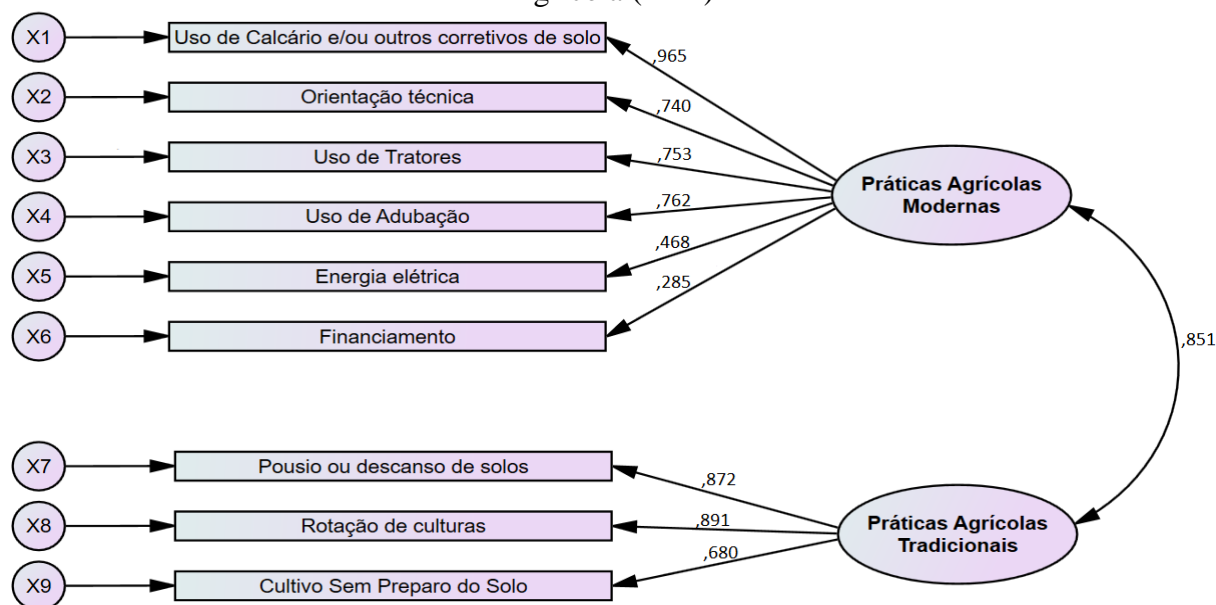 X1
Uso de Calcário e/ou outros corretivos de solo
,965
X2
Orientação técnica
,740
X3
Uso de Tratores
,753
Práticas Agrícolas
Modernas
X4
Uso de Adubação
,762
X5
Energia elétrica
,468
X6
Financiamento
,285
,851
X7
Pousio ou descanso de solos
,872
X8
Rotação de culturas
,891
Práticas Agrícolas
Tradicionais
X9
Cultivo Sem Preparo do Solo
,680